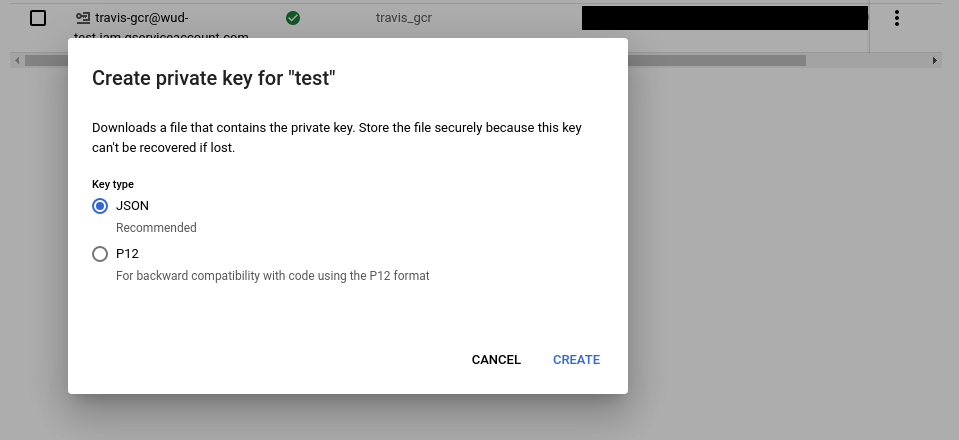 travis-gcr@wud-
travis_gcr
test.iam.gserviceaccount.com
Create private key for "test"
Downloads a file that contains the private key. Store the file securely because this key
can't be recovered if lost.
Key type
JSON
Recommended
P12
For backward compatibility with code using the P12 format
CANCEL
CREATE